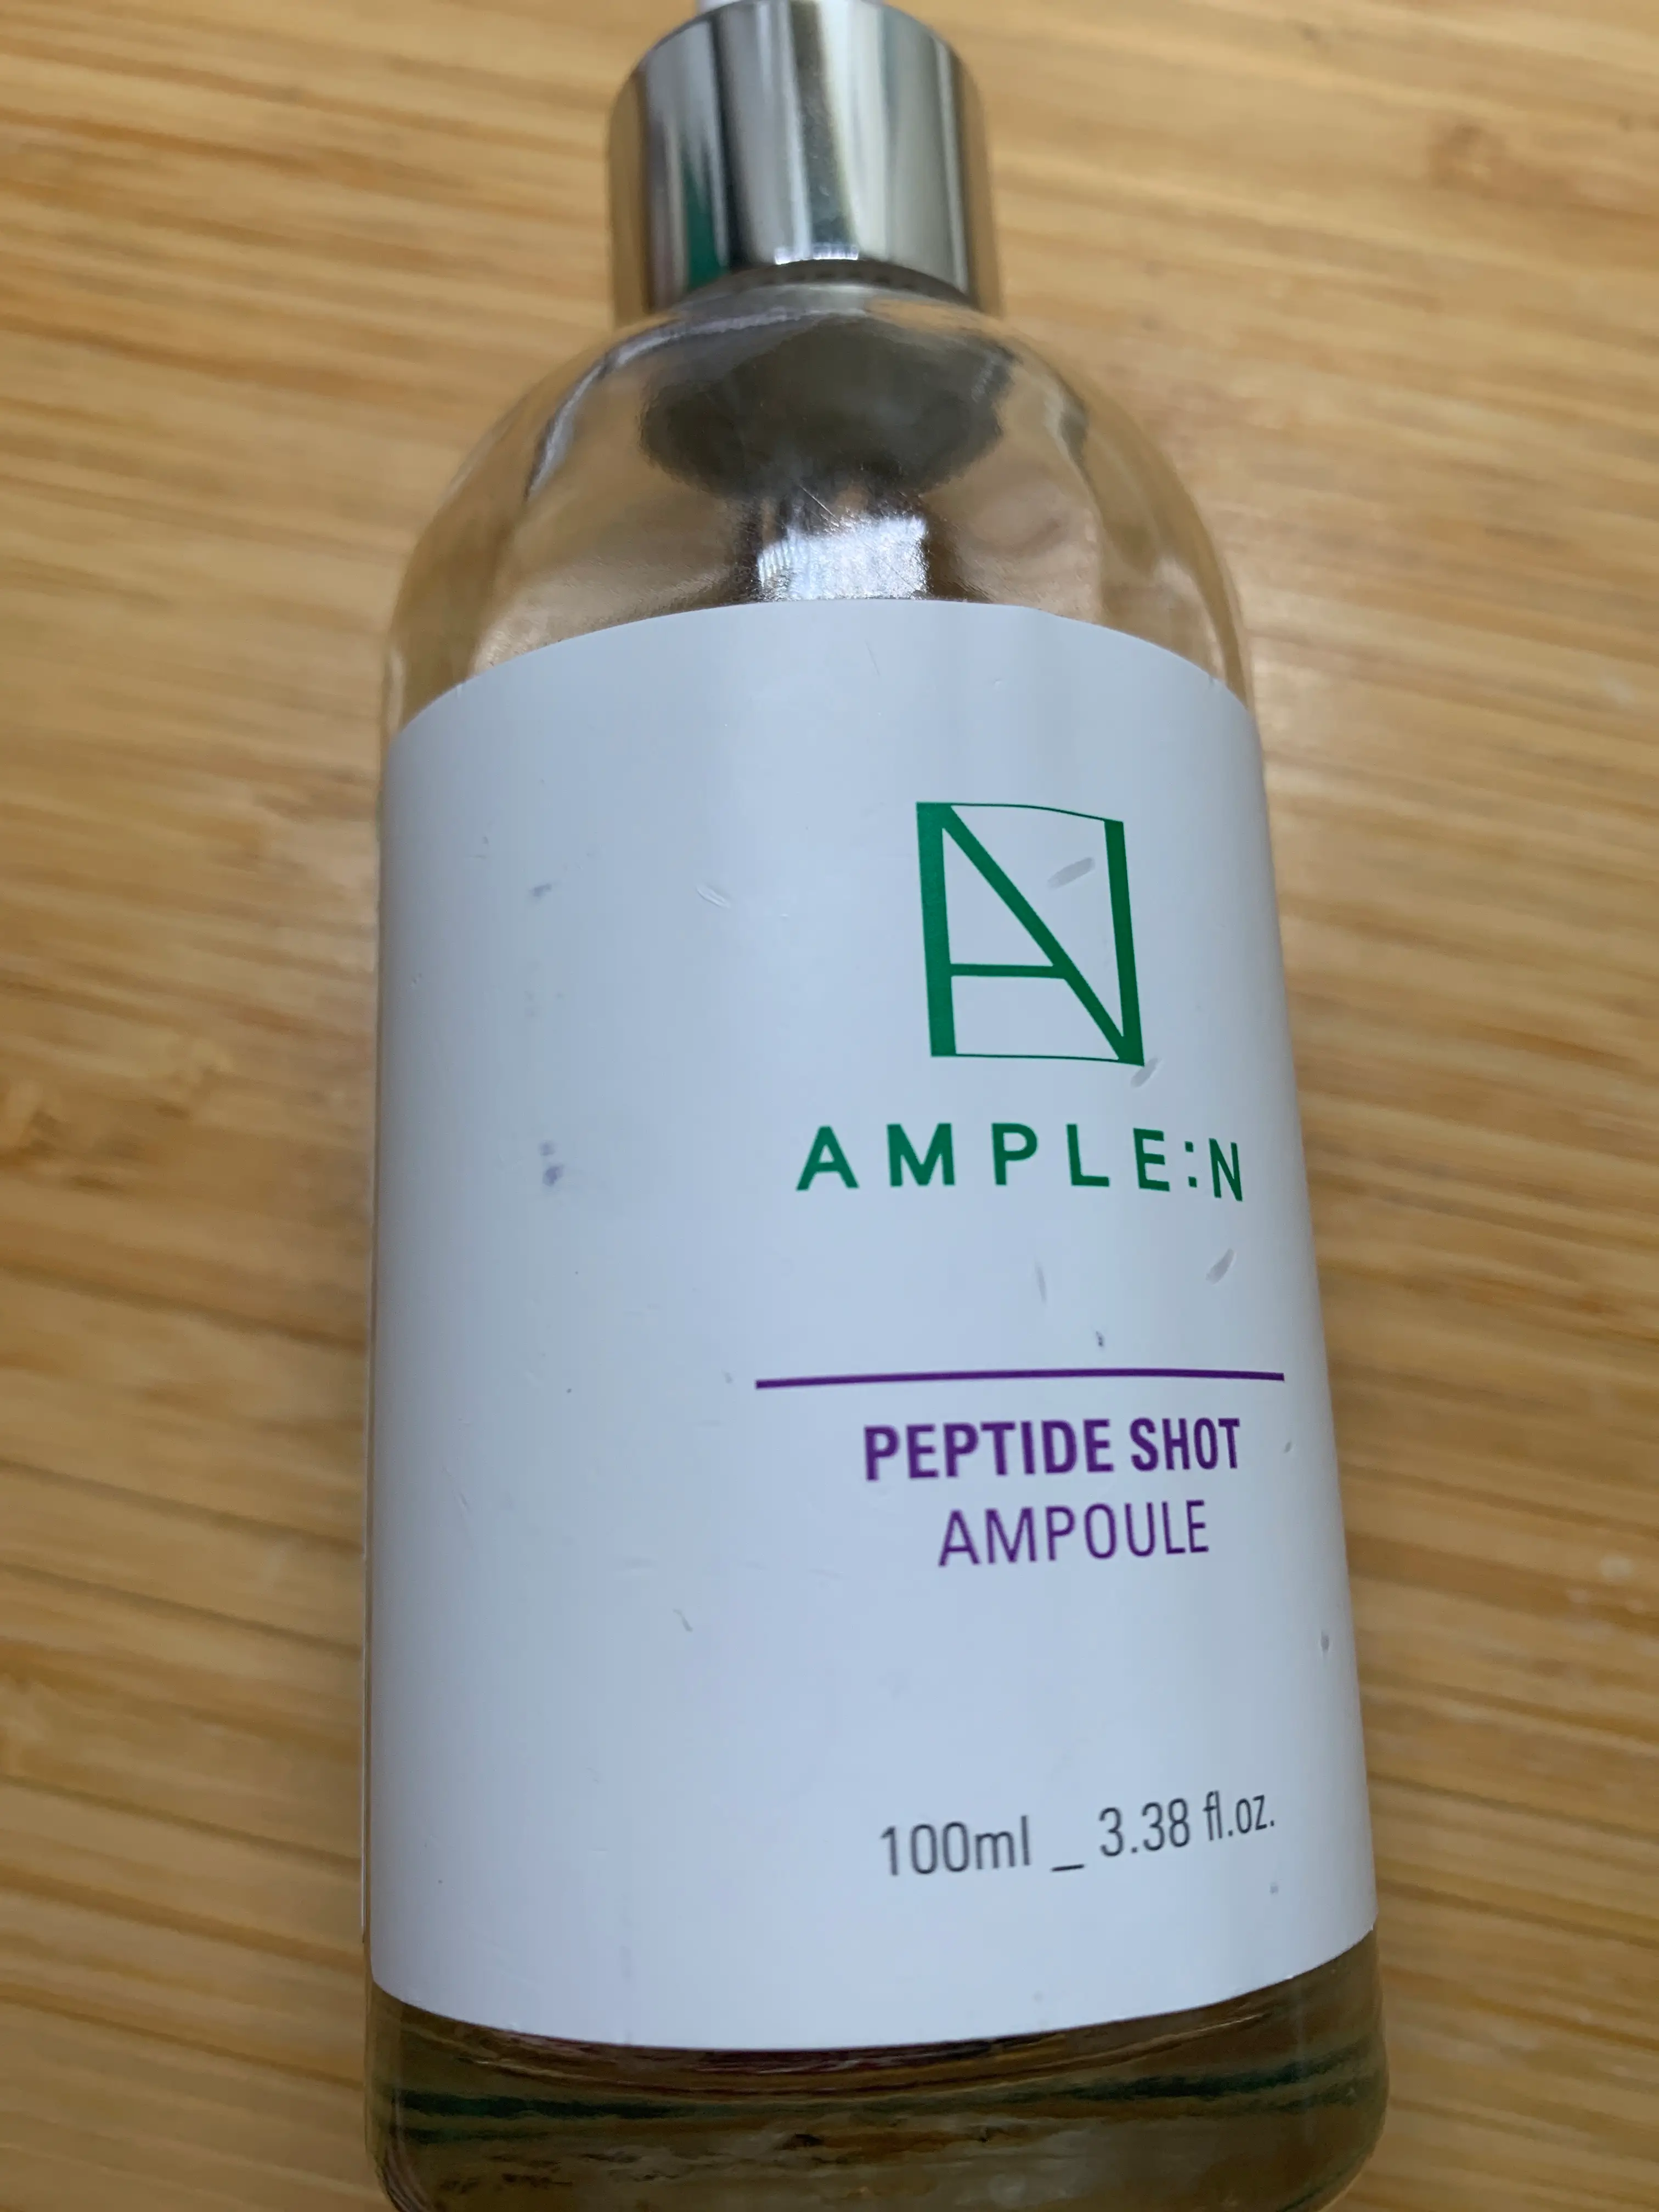 AMPLE:N
PEPTIDE SHOT
AMPOULE
100ml _ 3.38 fl.oz.